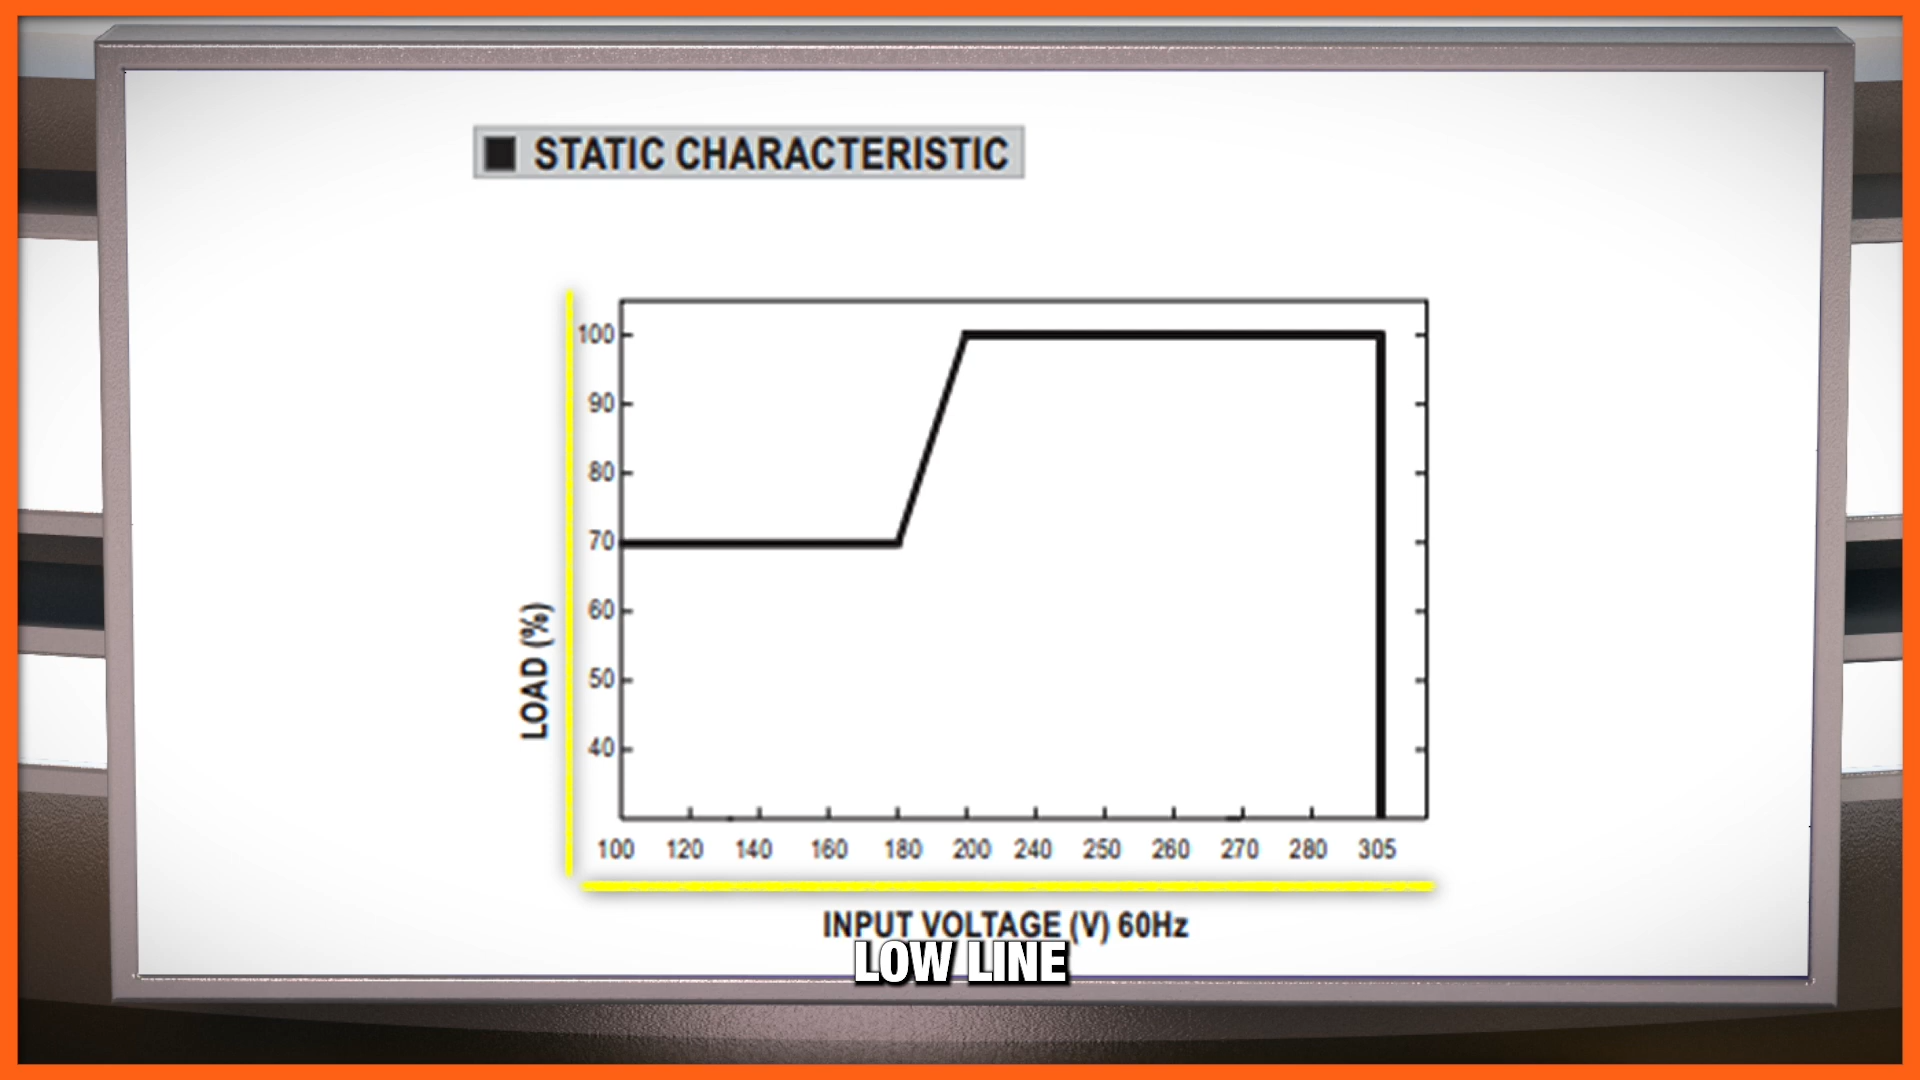 STATIC CHARACTERISTIC
100
90
80
70
60
50
40
LOAD (%)
100 120 140 160 180 200 240 250 260 270 280 305
INPUT VOLTAGE (V) 60Hz
LOW LINE